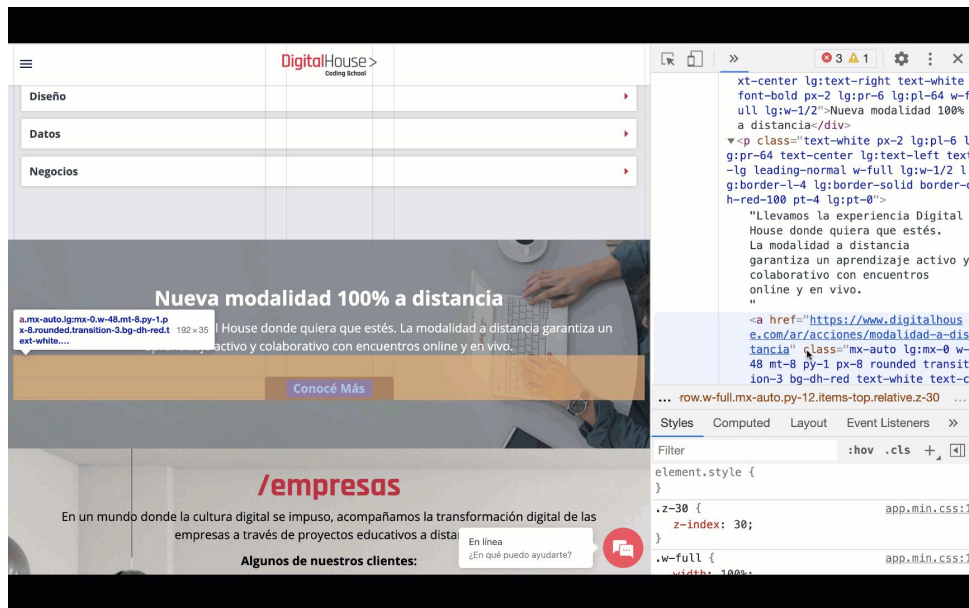 DigitalHouse>
Coding School
Diseño
Datos
Negocios
Nueva modalidad 100% a distancia
a.mx-auto.lg:mx-0.w-48.mt-8.py-1.p
x-8.rounded.transition-3.bg-dh-red.t
ext-white.... 192×35
l House donde quiera que estés. La modalidad a distancia garantiza un
activo y colaborativo con encuentros online y en vivo.
Conocé Más
/empresas
En un mundo donde la cultura digital se impuso, acompañamos la transformación digital de las
empresas a través de proyectos educativos a
Algunos de nuestros clientes:
En línea
¿En qué puedo ayudarte?
» 3 1
xt-center lg:text-right text-white
font-bold px-2 lg:pr-6 lg:pl-64 w-f
ull lg:w-1/2">Nueva modalidad 100%
a distancia</div>
▼<p class="text-white px-2 lg:pl-6 l
g:pr-64 text-center lg:text-left text
-lg leading-normal w-full lg:w-1/2 l
g:border-l-4 lg:border-solid border-d
h-red-100 pt-4 lg:pt-0">
"Llevamos la experiencia Digital
House donde quiera que estés.
La modalidad a distancia
garantiza un aprendizaje activo y
colaborativo con encuentros
online y en vivo.
"
<a href="https://www.digitalhous
e.com/ar/acciones/modalidad-a-dis
tancia" class="mx-auto lg:mx-0 w-
48 mt-8 py-1 px-8 rounded transit
ion-3 bg-dh-red text-white text-c
... row.w-full.mx-auto.py-12.items-top.relative.z-30 ...
Styles Computed Layout Event Listeners »
Filter :hov .cls +
element.style {
}
.z-30 { app.min.css:1
z-index: 30;
}
.w-full { app.min.css:1
width: 100%;